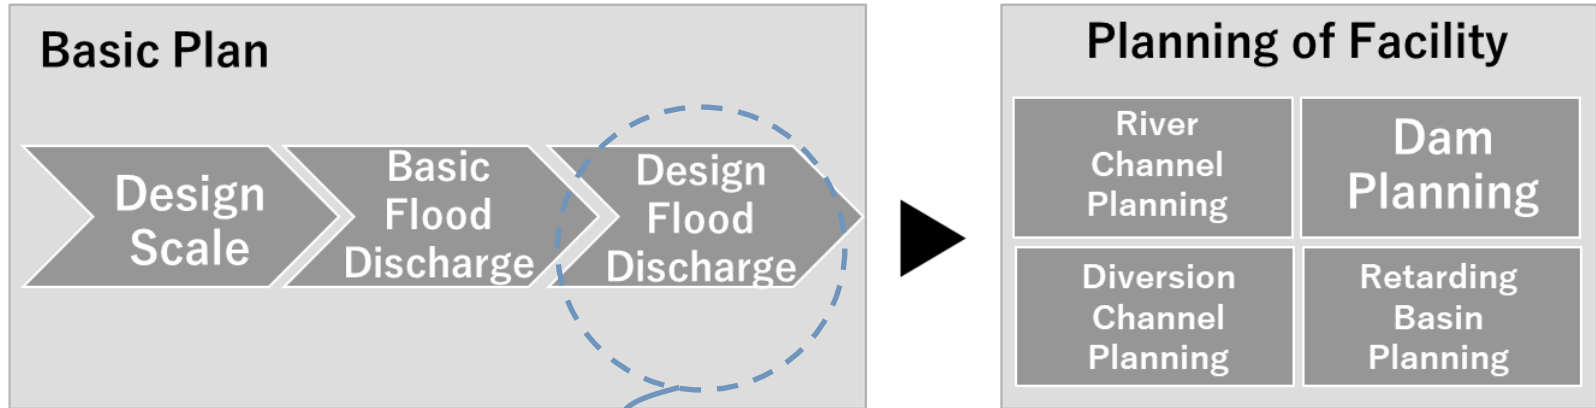 Basic Plan
Design
Scale
Basic
Flood
Discharge
Design
Flood
Discharge
Planning of Facility
River
Channel
Planning
Dam
Planning
Diversion
Channel
Planning
Retarding
Basin
Planning